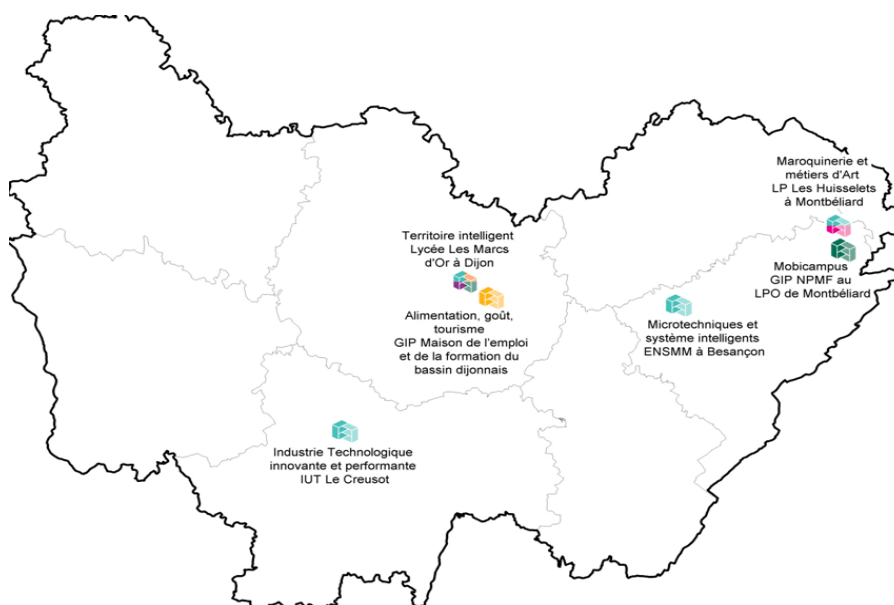 Maroquinerie et
métiers d'Art
LP Les Huisselets
à Montbéliard
Territoire intelligent
Lycée Les Marcs
d'Or à Dijon
Mobicampus
GIP NPMF au
LPO de Montbéliard
Alimentation, goût,
tourisme
GIP Maison de l'emploi
et de la formation du
bassin dijonnais
Microtechniques et
système intelligents
ENSMM à Besançon
Industrie Technologique
innovante et performante
IUT Le Creusot